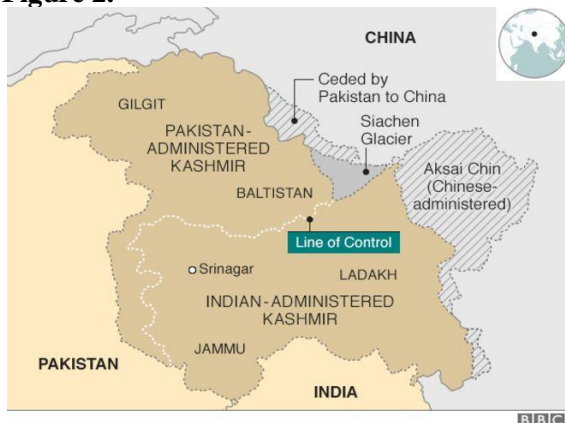 Figure 2.
CHINA
Ceded by
Pakistan to China
GILGIT
Siachen
Glacier
PAKISTAN-
ADMINISTERED
KASHMIR
Aksai Chin
(Chinese-
administered)
BALTISTAN
Line of Control
Srinagar
LADAKH
INDIAN-ADMINISTERED
KASHMIR
JAMMU
PAKISTAN
INDIA
BBC